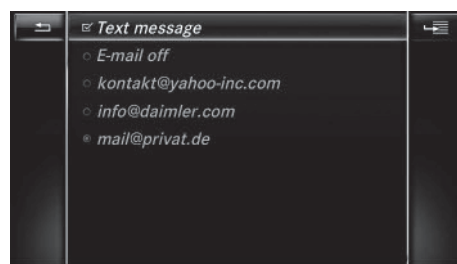 Text message
E-mail off
kontakt@yahoo-inc.com
info@daimler.com
mail@privat.de